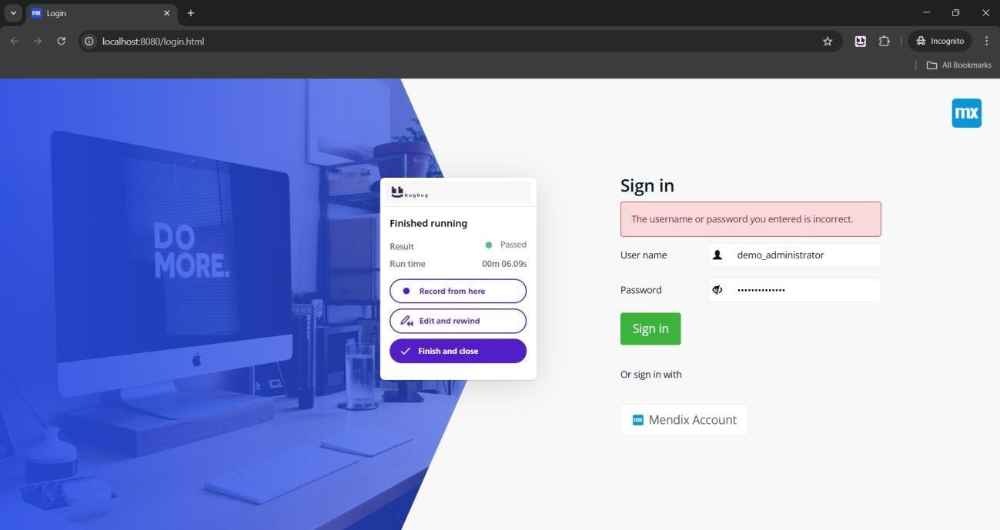 mx Login
localhost:8080/login.html
Incognito
All Bookmarks
mx
DO
MORE.
bugbug
Finished running
Result Passed
Run time 00m 06.09s
Record from here
Edit and rewind
Finish and close
Sign in
The username or password you entered is incorrect.
User name demo_administrator
Password ••••••••••••••
Sign in
Or sign in with
mx Mendix Account